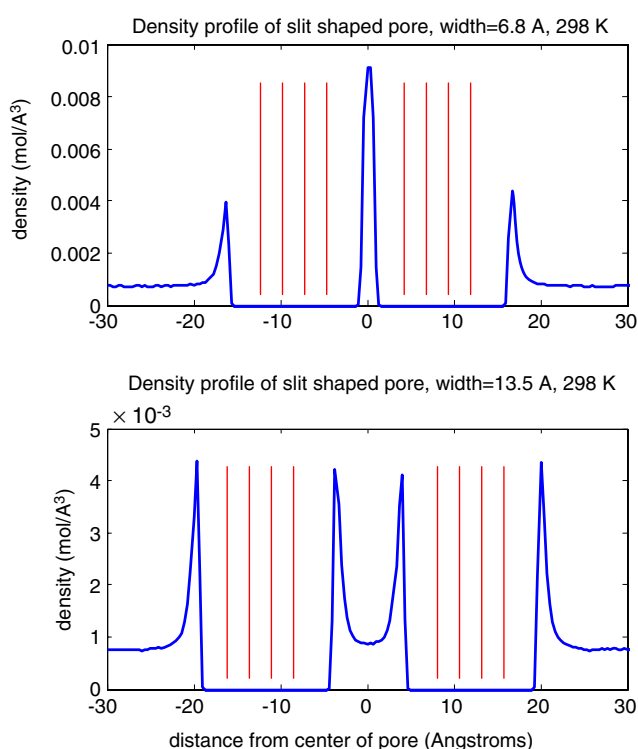 Density profile of slit shaped pore, width=6.8 A, 298 K
0.01
0.008
0.006
0.004
0.002
0
density (mol/A³)
-30 -20 -10 0 10 20 30
Density profile of slit shaped pore, width=13.5 A, 298 K
× 10⁻³
5
4
3
2
1
0
density (mol/A³)
-30 -20 -10 0 10 20 30
distance from center of pore (Angstroms)